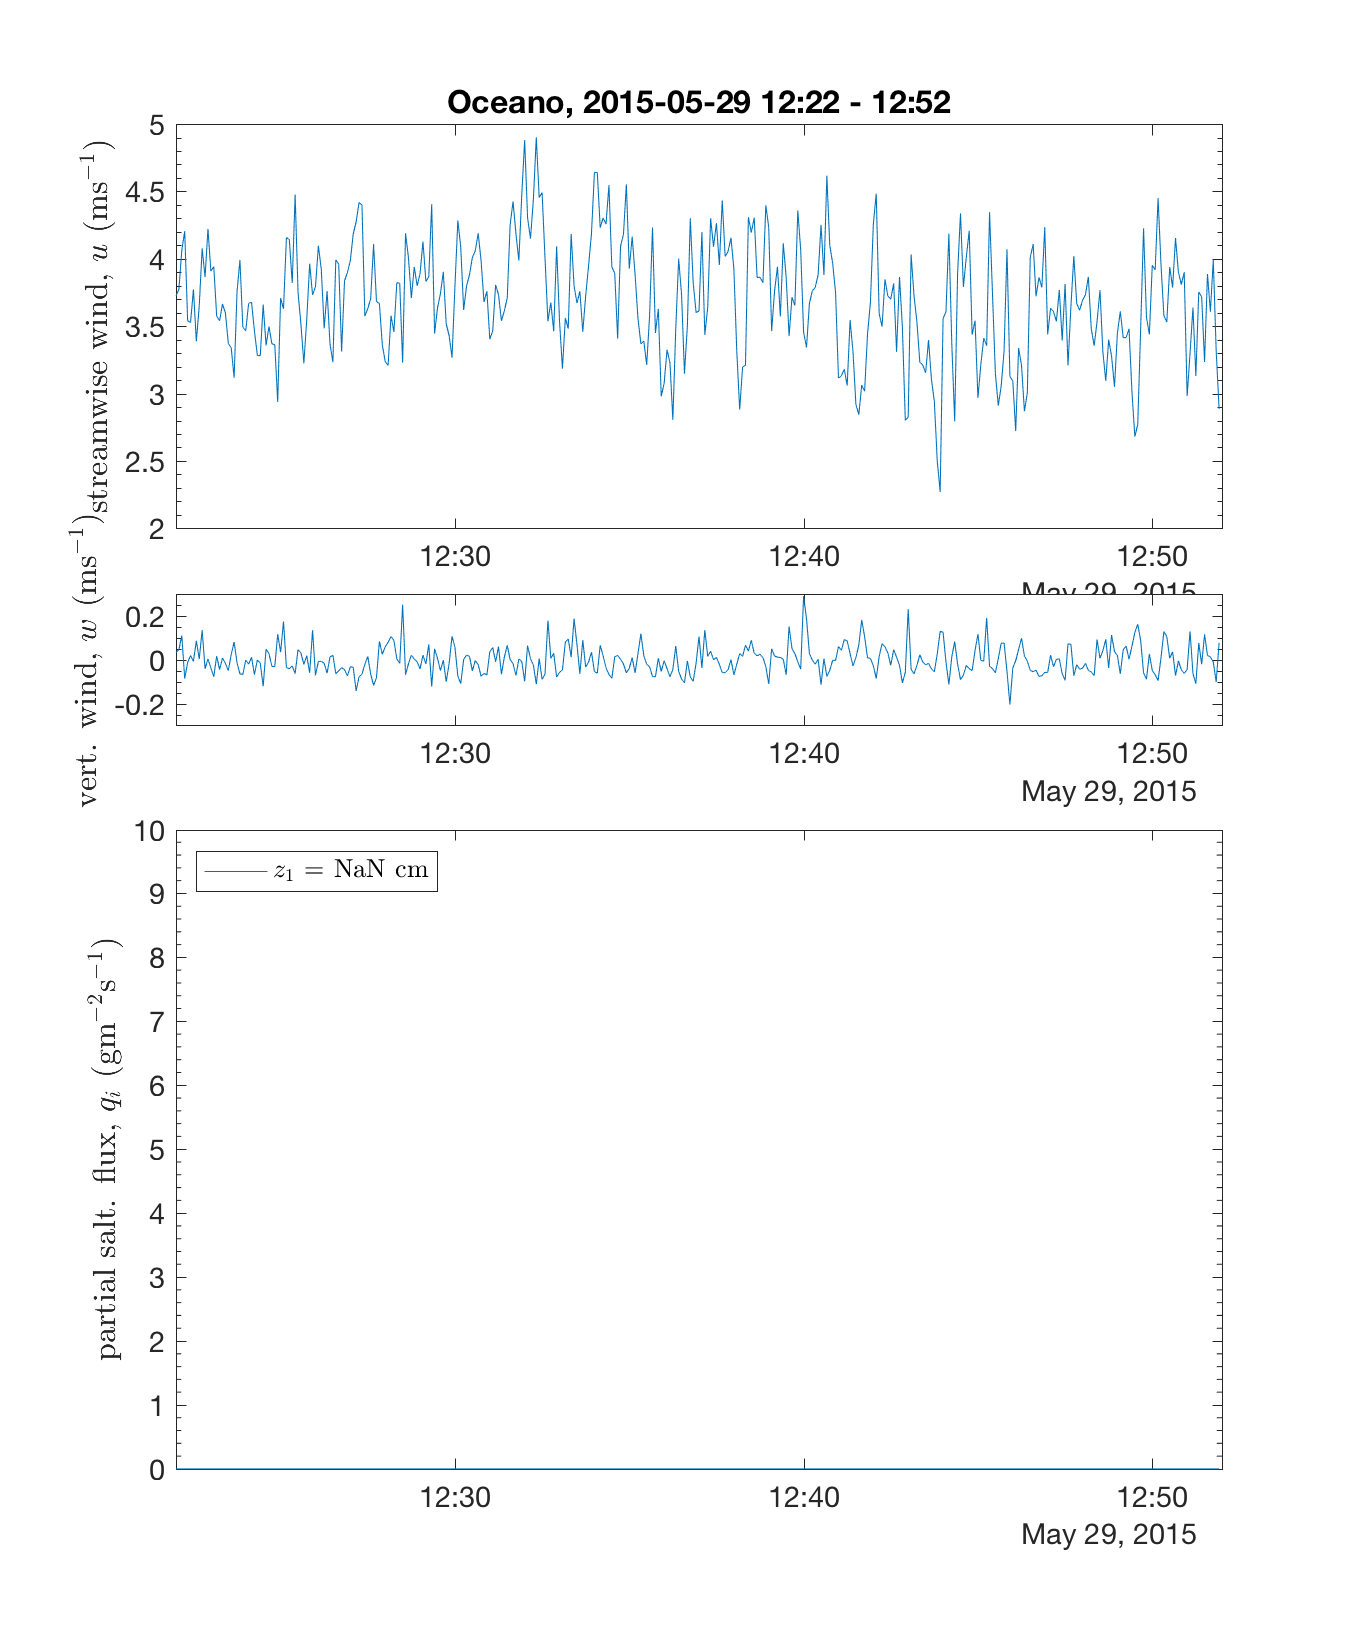 Oceano, 2015-05-29 12:22 - 12:52
streamwise wind, u (ms⁻¹)
5
4.5
4
3.5
3
2.5
2
12:30 12:40 12:50
May 29, 2015
vert. wind, w (ms⁻¹)
0.2
0
-0.2
12:30 12:40 12:50
May 29, 2015
partial salt. flux, qᵢ (gm⁻²s⁻¹)
10
9
8
7
6
5
4
3
2
1
0
z₁ = NaN cm
12:30 12:40 12:50
May 29, 2015